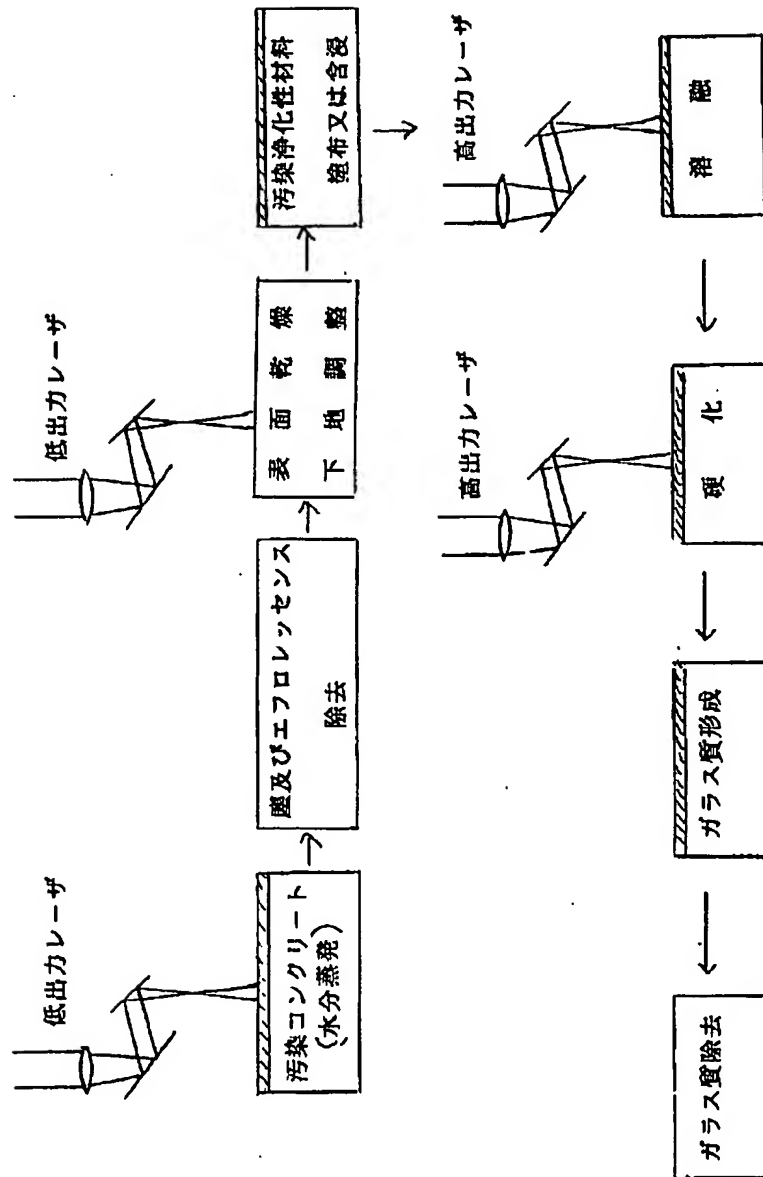 低出力レーザ
汚染コンクリート
(水分蒸発)
塵及びエフロレッセンス
除去
低出力レーザ
表面乾燥
下地調整
汚染浄化性材料
塗布又は含浸
高出力レーザ
溶融
高出力レーザ
硬化
ガラス質形成
ガラス質除去